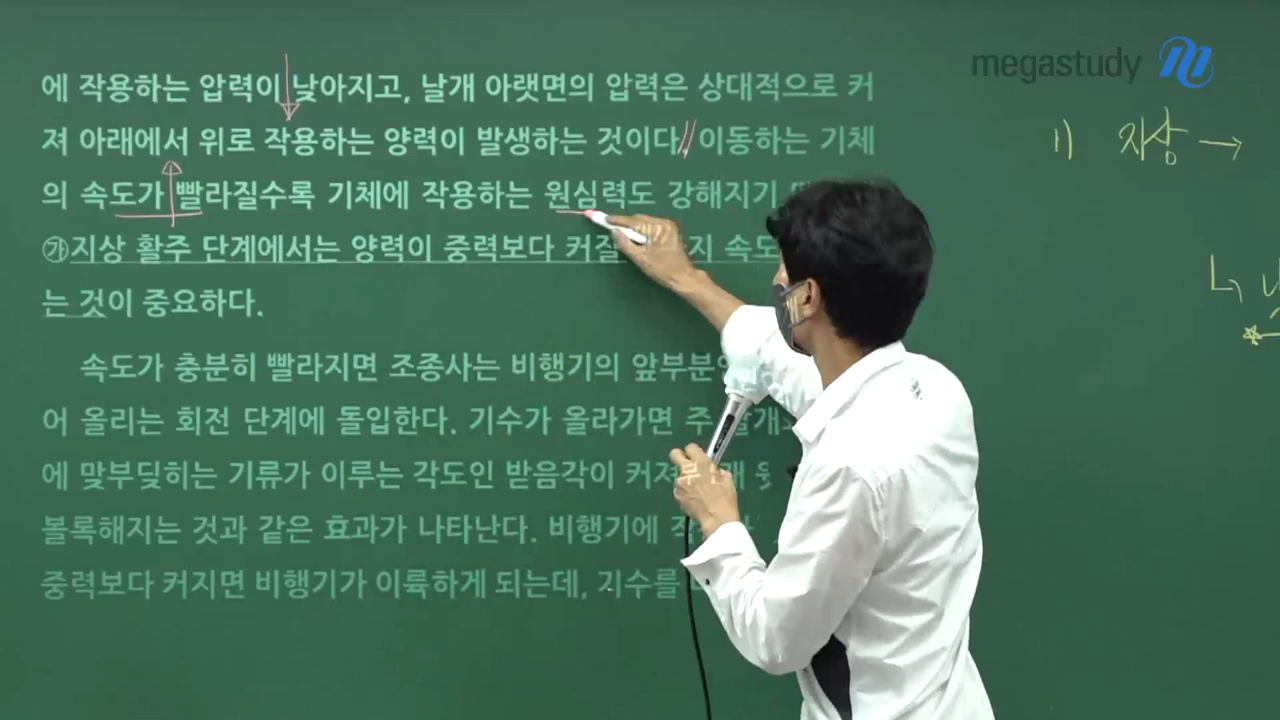 megastudy
에 작용하는 압력이 낮아지고, 날개 아랫면의 압력은 상대적으로 커
져 아래에서 위로 작용하는 양력이 발생하는 것이다. 이동하는 기체
의 속도가 빨라질수록 기체에 작용하는 원심력도 강해지기
㉮지상 활주 단계에서는 양력이 중력보다 커질 때까지 속도
는 것이 중요하다.
속도가 충분히 빨라지면 조종사는 비행기의 앞부분
어 올리는 회전 단계에 돌입한다. 기수가 올라가면 주 날개
에 맞부딪히는 기류가 이루는 각도인 받음각이 커져
볼록해지는 것과 같은 효과가 나타난다. 비행기에
중력보다 커지면 비행기가 이륙하게 되는데, 기수를
1) 지상 →